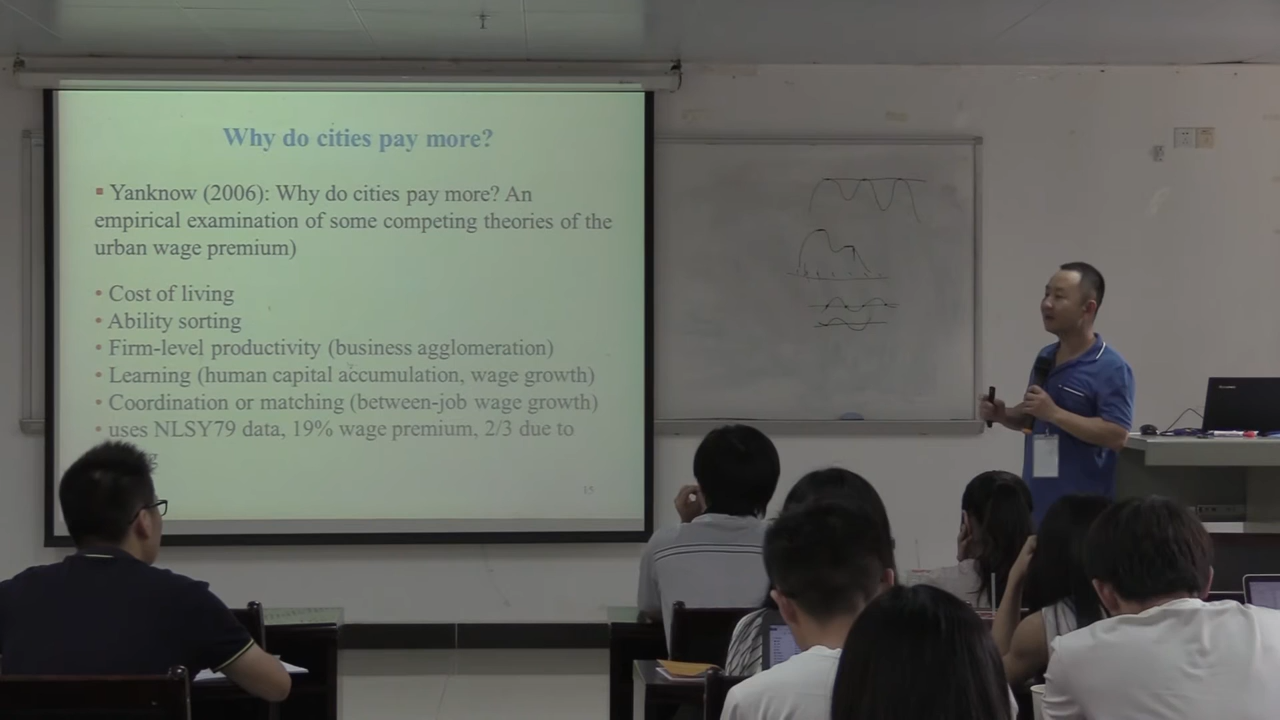 Why do cities pay more?
▪ Yanknow (2006): Why do cities pay more? An
empirical examination of some competing theories of the
urban wage premium)
• Cost of living
• Ability sorting
• Firm-level productivity (business agglomeration)
• Learning (human capital accumulation, wage growth)
• Coordination or matching (between-job wage growth)
• uses NLSY79 data, 19% wage premium, 2/3 due to
15